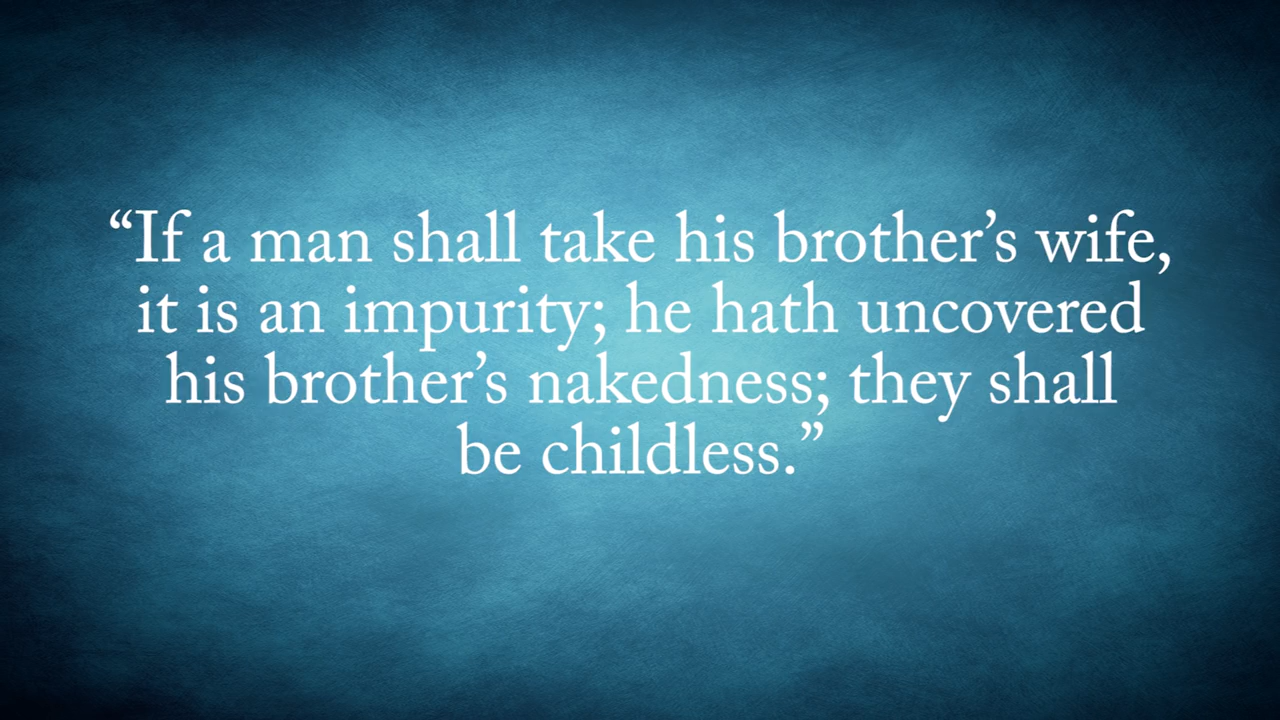 “If a man shall take his brother’s wife,
it is an impurity; he hath uncovered
his brother’s nakedness; they shall
be childless.”